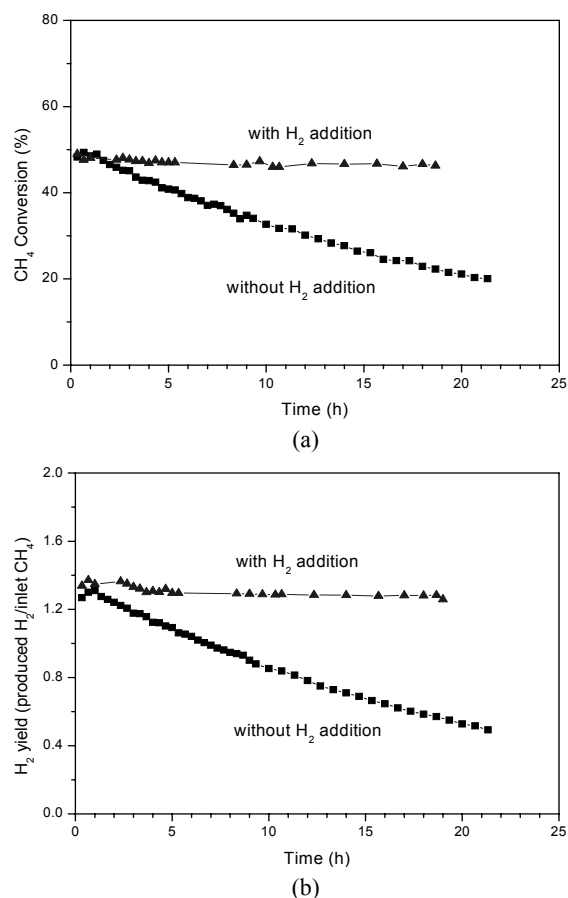 80
60
40
20
0
CH₄ Conversion (%)
with H₂ addition
without H₂ addition
0 5 10 15 20 25
Time (h)
(a)
2.0
1.6
1.2
0.8
0.4
0.0
H₂ yield (produced H₂/inlet CH₄)
with H₂ addition
without H₂ addition
0 5 10 15 20 25
Time (h)
(b)